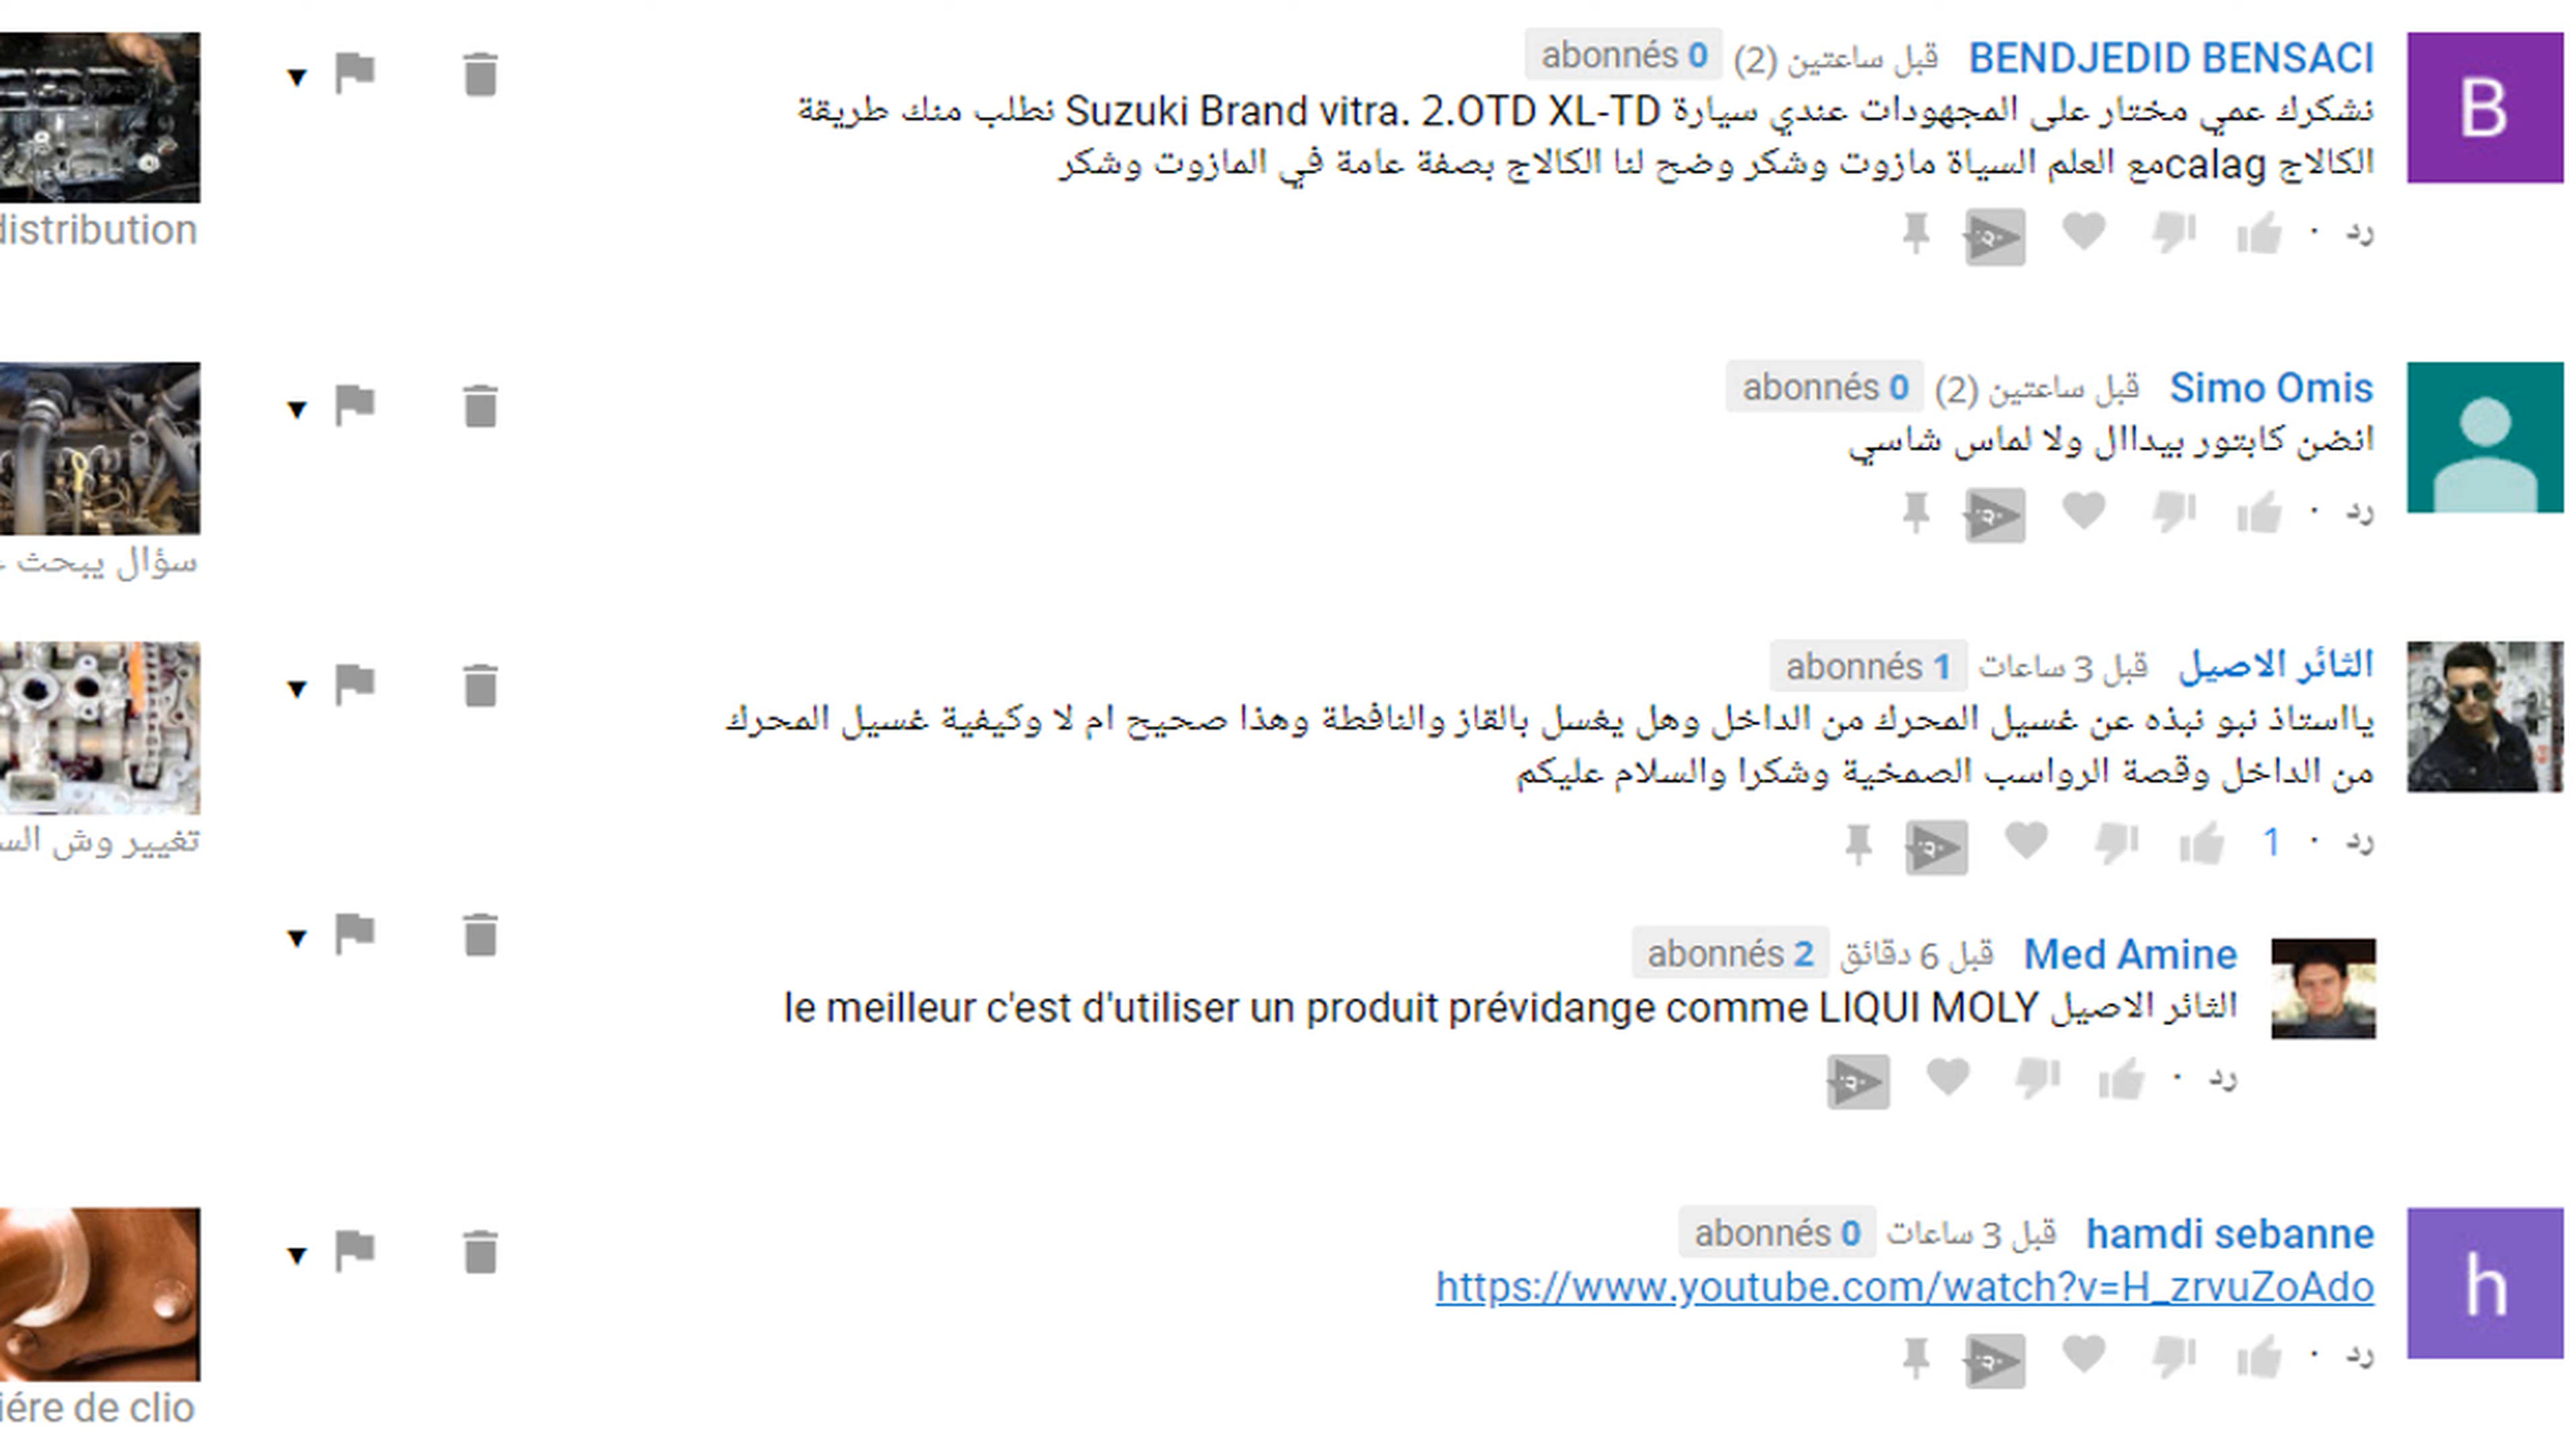 B
BENDJEDID BENSACI قبل ساعتين (2) abonnés 0
نشكرك عمي مختار على المجهودات عندي سيارة Suzuki Brand vitra. 2.OTD XL-TD نطلب منك طريقة
الكالاج calagمع العلم السياة مازوت وشكر وضح لنا الكالاج بصفة عامة في المازوت وشكر
رد ·
distribution
Simo Omis قبل ساعتين (2) abonnés 0
انضن كابتور بيداال ولا لماس شاسي
رد ·
سؤال يبحث
الثائر الاصيل قبل 3 ساعات abonnés 1
يااستاذ نبو نبذه عن غسيل المحرك من الداخل وهل يغسل بالقاز والنافطة وهذا صحيح ام لا وكيفية غسيل المحرك
من الداخل وقصة الرواسب الصمخية وشكرا والسلام عليكم
رد · 1
تغيير وش
Med Amine قبل 6 دقائق abonnés 2
الثائر الاصيل le meilleur c'est d'utiliser un produit prévidange comme LIQUI MOLY
رد ·
h
hamdi sebanne قبل 3 ساعات abonnés 0
https://www.youtube.com/watch?v=H_zrvuZoAdo
رد ·
iére de clio